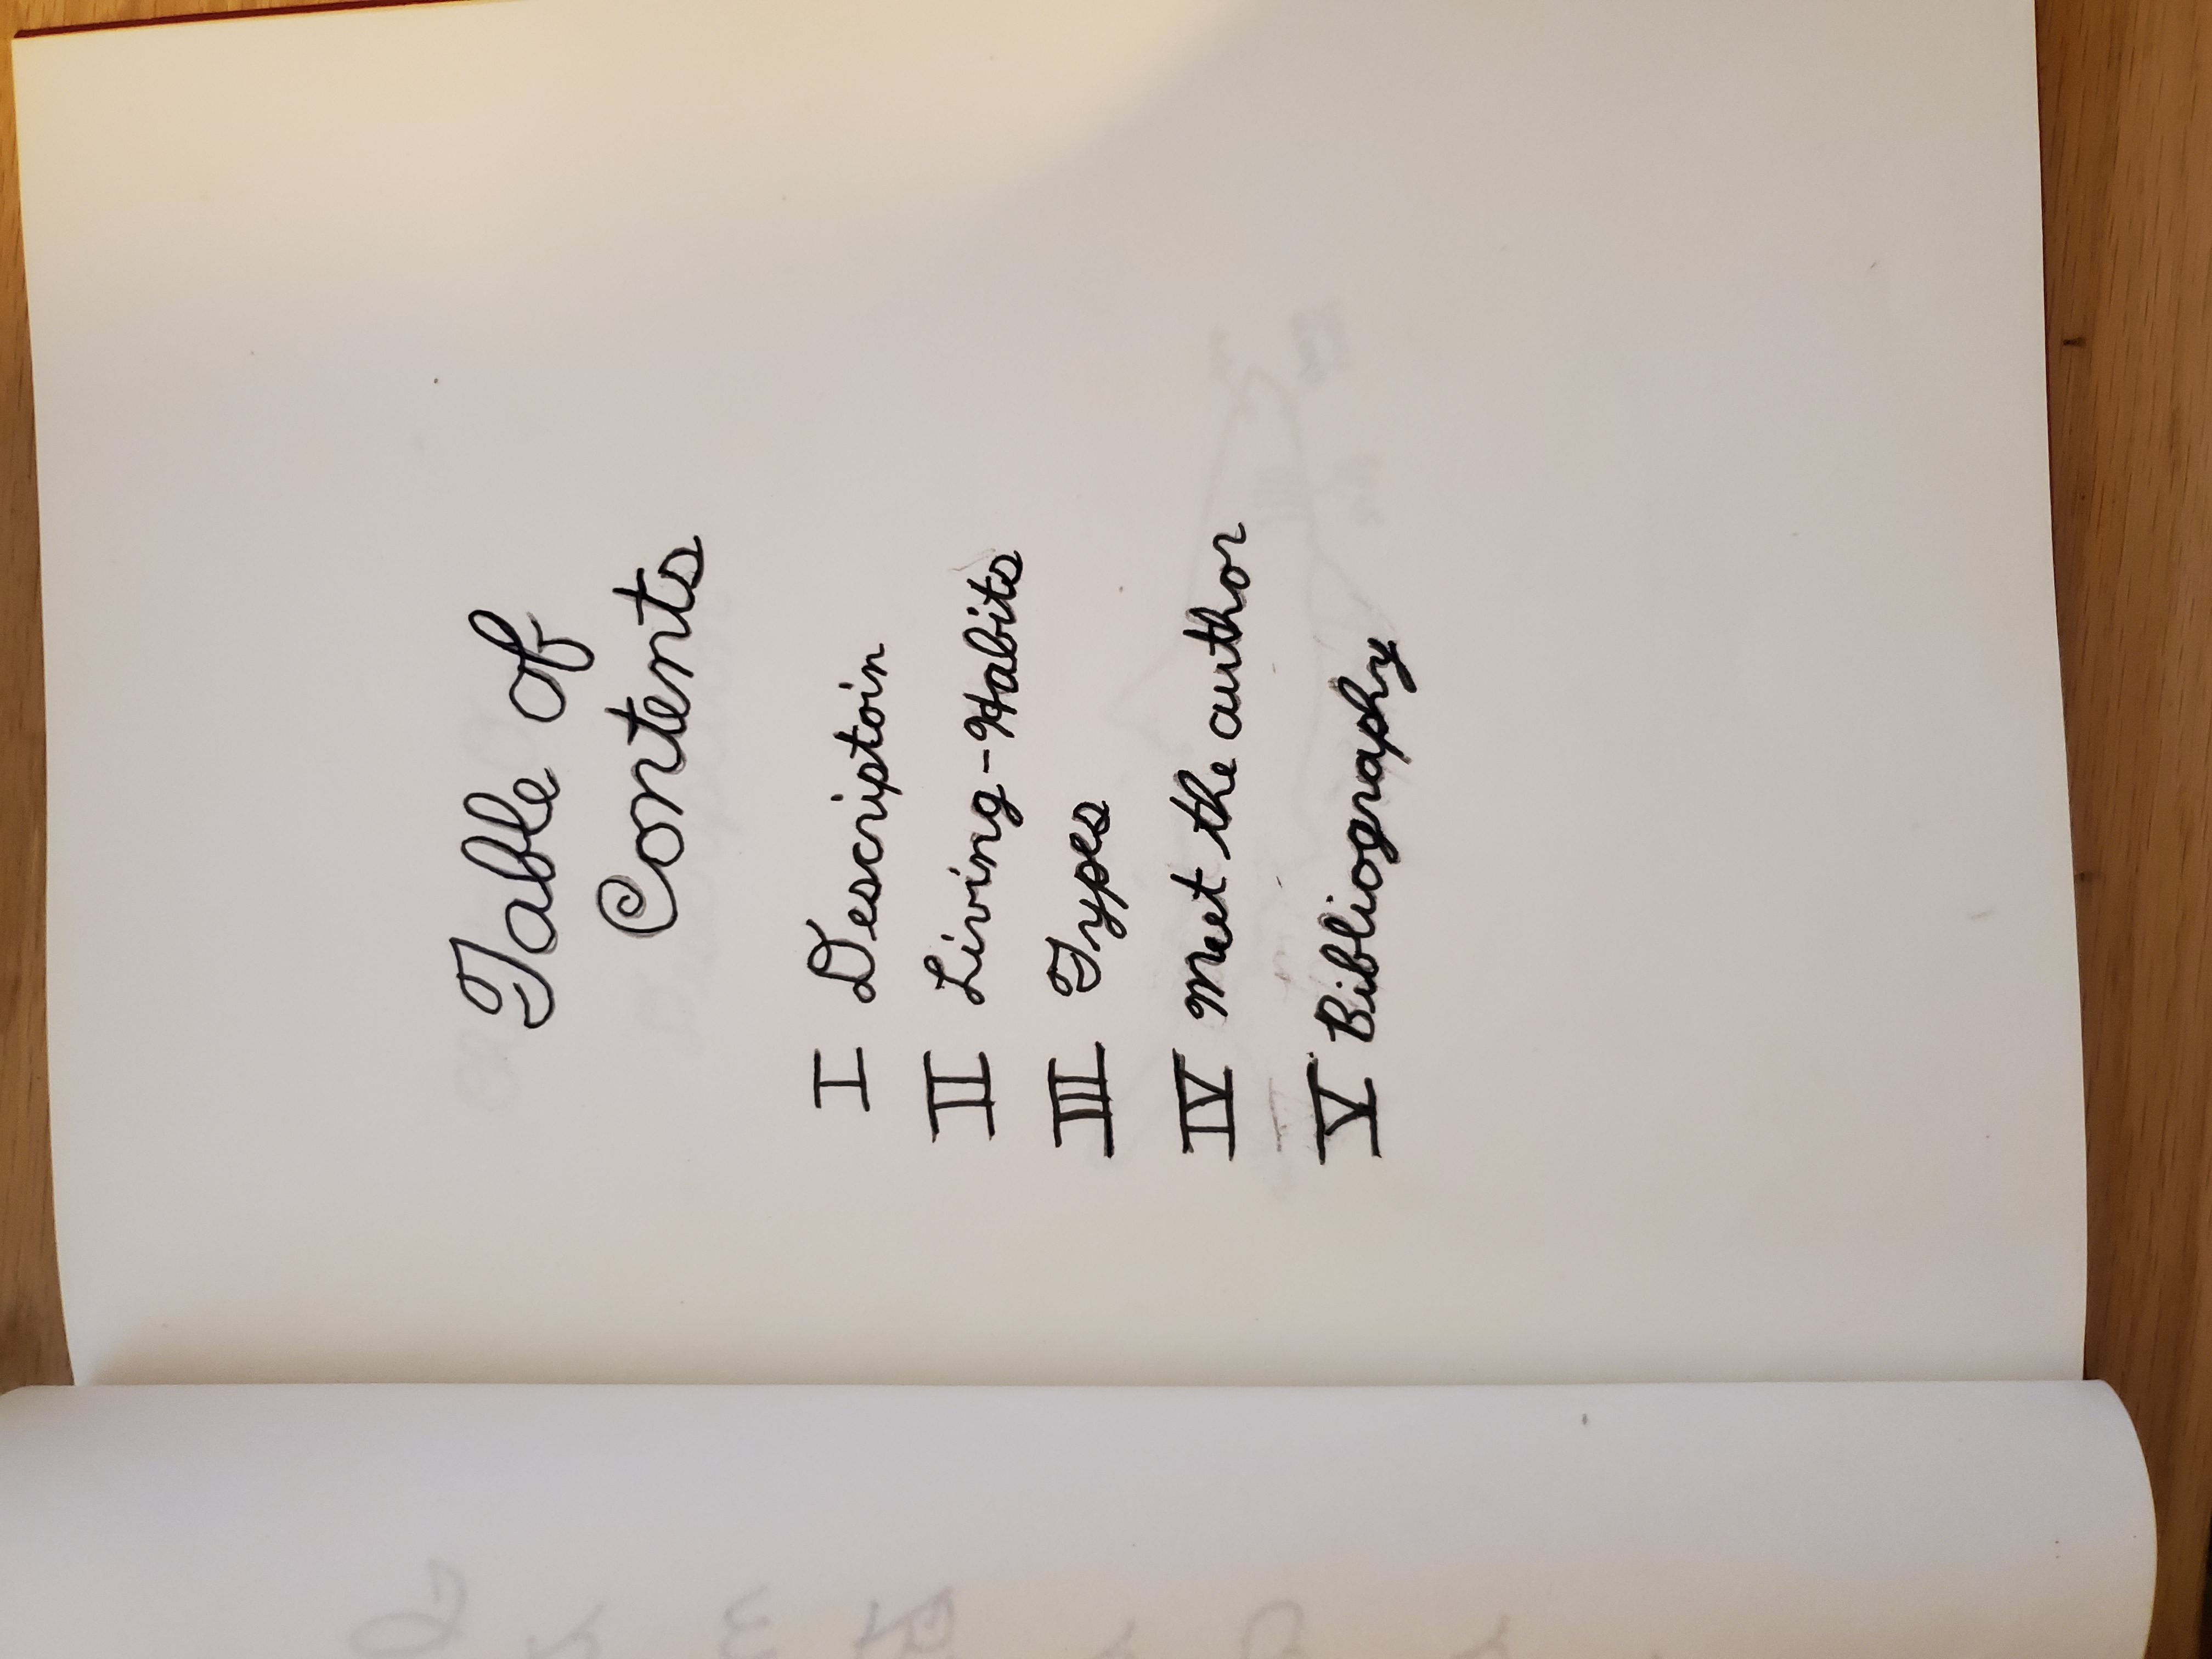 Table of
Contents
I Descriptoin
II Living-Habits
III Types
IV Meet the author
V Bibliography